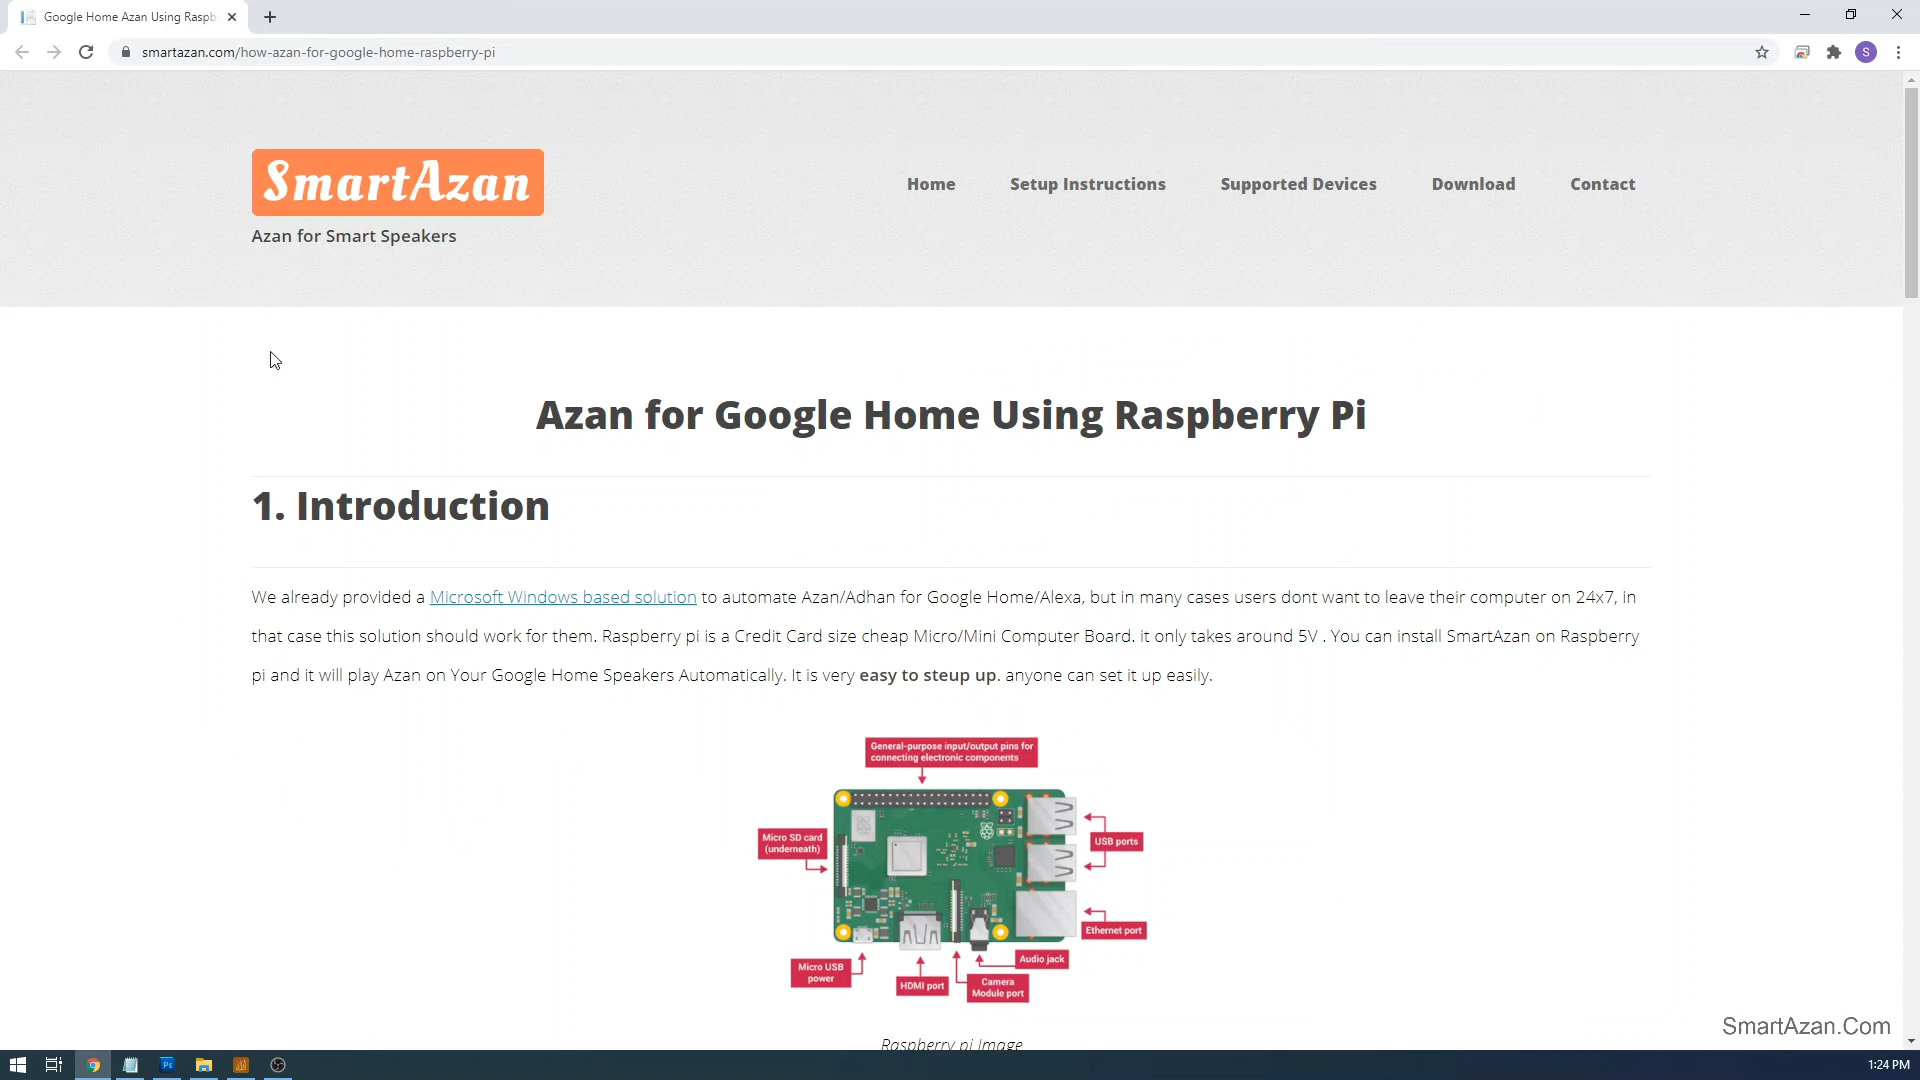 Google Home Azan Using Raspb
smartazan.com/how-azan-for-google-home-raspberry-pi
S
SmartAzan
Azan for Smart Speakers
Home
Setup Instructions
Supported Devices
Download
Contact
Azan for Google Home Using Raspberry Pi
1. Introduction
We already provided a Microsoft Windows based solution to automate Azan/Adhan for Google Home/Alexa, but in many cases users dont want to leave their computer on 24x7, in
that case this solution should work for them. Raspberry pi is a Credit Card size cheap Micro/Mini Computer Board. it only takes around 5V . You can install SmartAzan on Raspberry
pi and it will play Azan on Your Google Home Speakers Automatically. It is very easy to steup up. anyone can set it up easily.
General-purpose input/output pins for
connecting electronic components
Micro SD card
(underneath)
USB ports
Ethernet port
Audio jack
Micro USB
power
HDMI port
Camera
Module port
Raspberry pi Image
SmartAzan.Com
Ps
1:24 PM